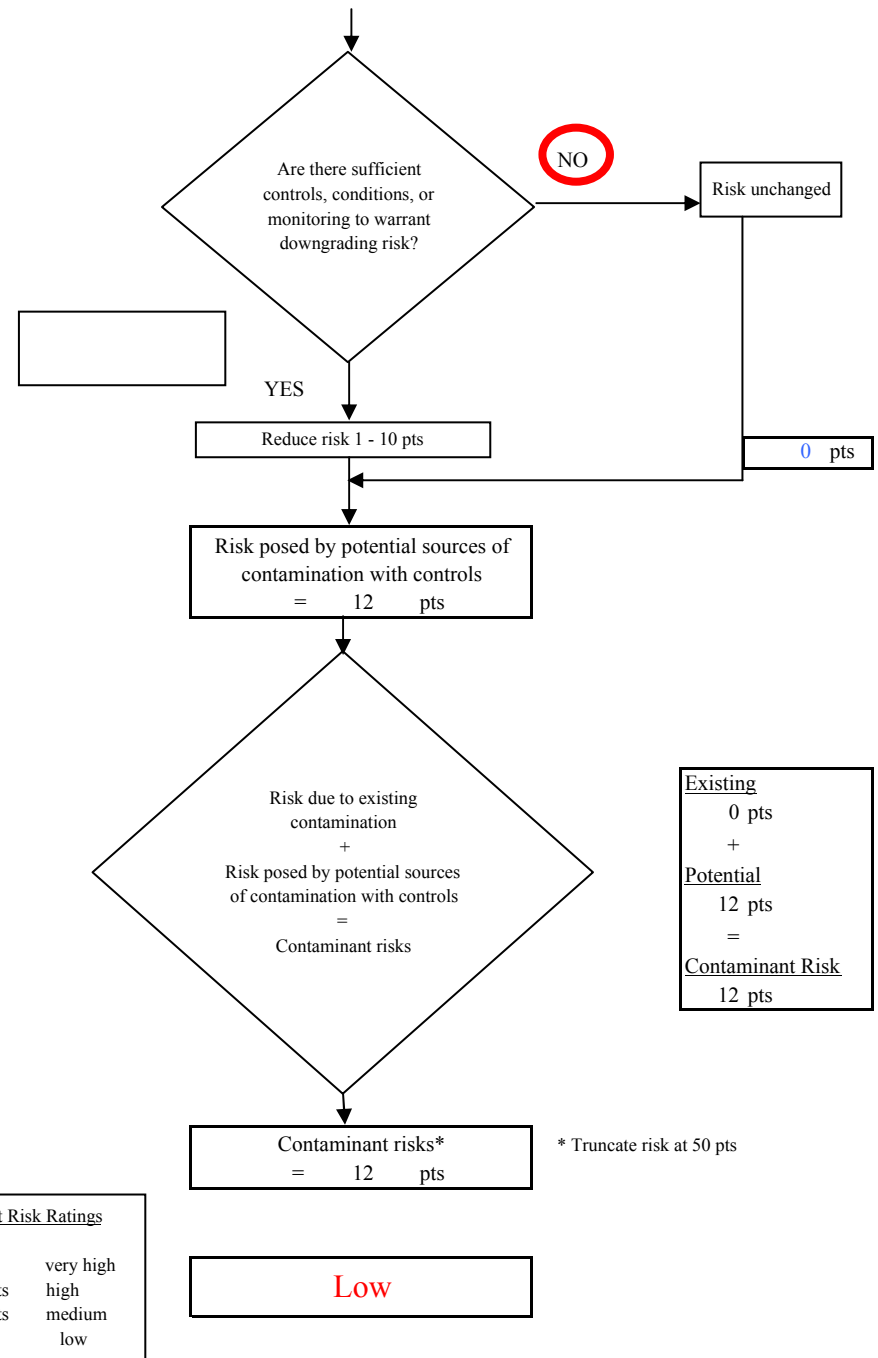 Are there sufficient
controls, conditions, or
monitoring to warrant
downgrading risk?
NO
Risk unchanged
YES
Reduce risk 1 - 10 pts
0 pts
Risk posed by potential sources of
contamination with controls
= 12 pts
Risk due to existing
contamination
+
Risk posed by potential sources
of contamination with controls
=
Contaminant risks
Existing
0 pts
+
Potential
12 pts
=
Contaminant Risk
12 pts
Contaminant risks*
= 12 pts
* Truncate risk at 50 pts
Risk Ratings
very high
high
medium
low
Low